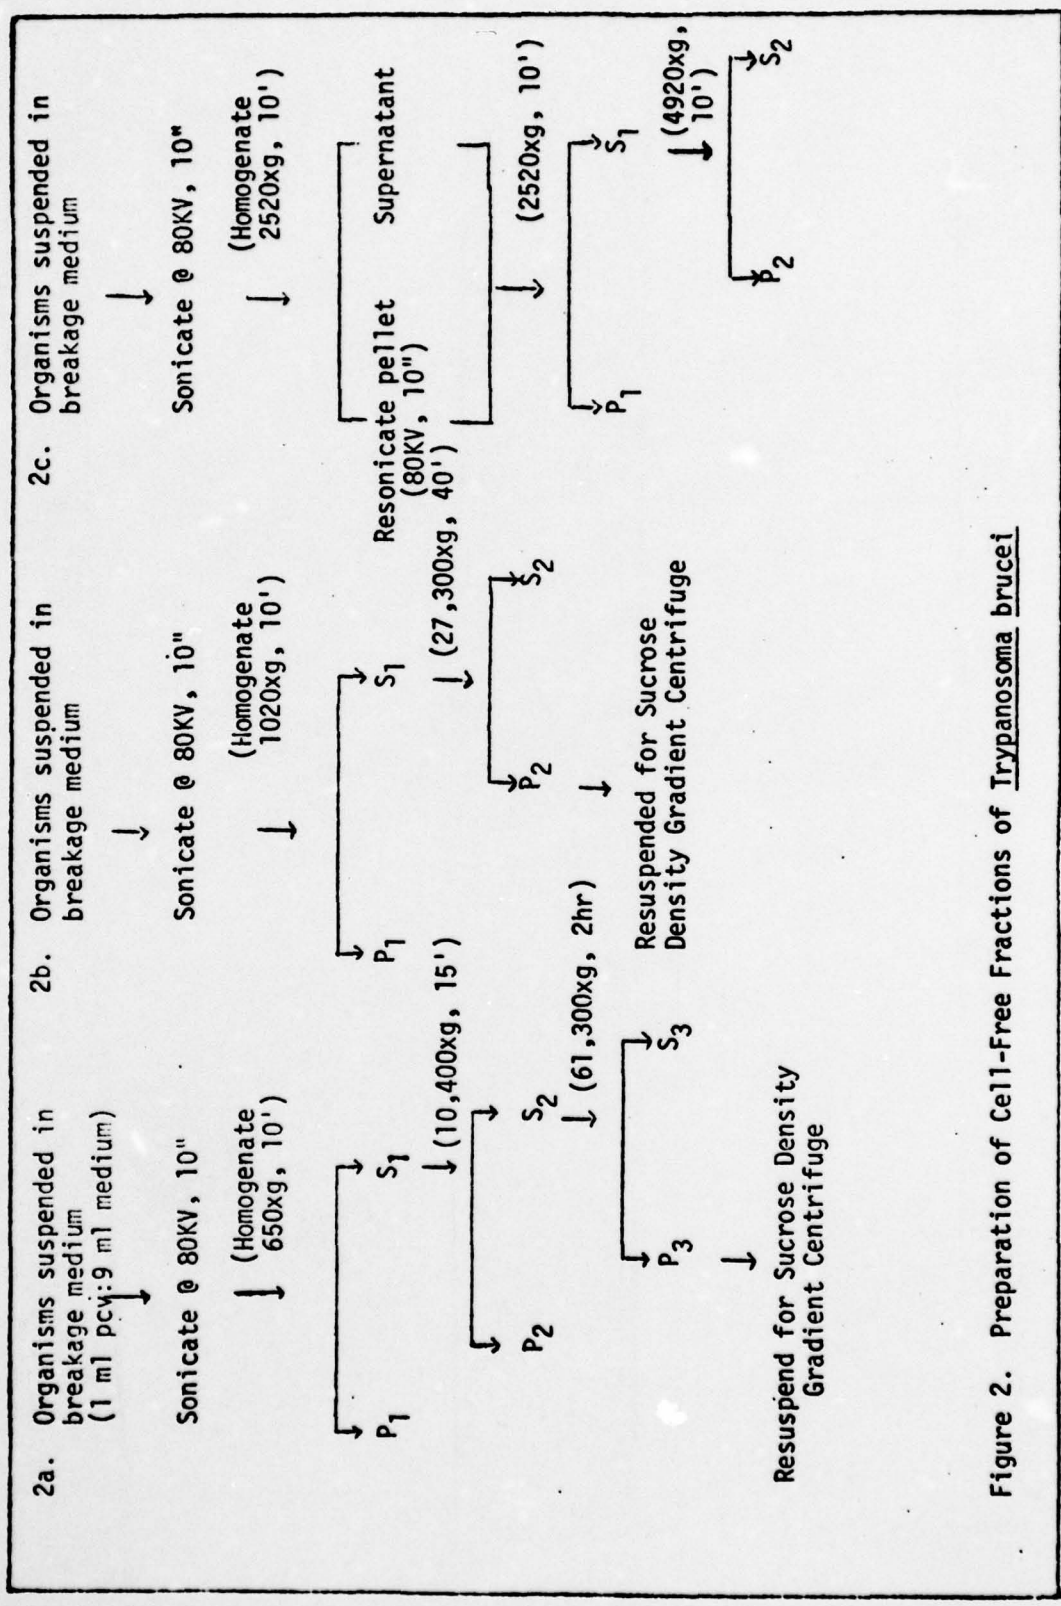 2a. Organisms suspended in
breakage medium
(1 ml pcv:9 ml medium)
Sonicate @ 80KV, 10"
(Homogenate
650xg, 10')
P1
S1
(10,400xg, 15')
P2
S2
(61,300xg, 2hr)
P3
S3
Resuspend for Sucrose Density
Gradient Centrifuge
2b. Organisms suspended in
breakage medium
Sonicate @ 80KV, 10"
(Homogenate
1020xg, 10')
P1
S1
(27,300xg, 40')
P2
S2
Resuspended for Sucrose
Density Gradient Centrifuge
2c. Organisms suspended in
breakage medium
Sonicate @ 80KV, 10"
(Homogenate
2520xg, 10')
Resonicate pellet Supernatant
(80KV, 10")
(2520xg, 10')
P1
S1
(4920xg,
10')
P2
S2
Figure 2. Preparation of Cell-Free Fractions of Trypanosoma brucei